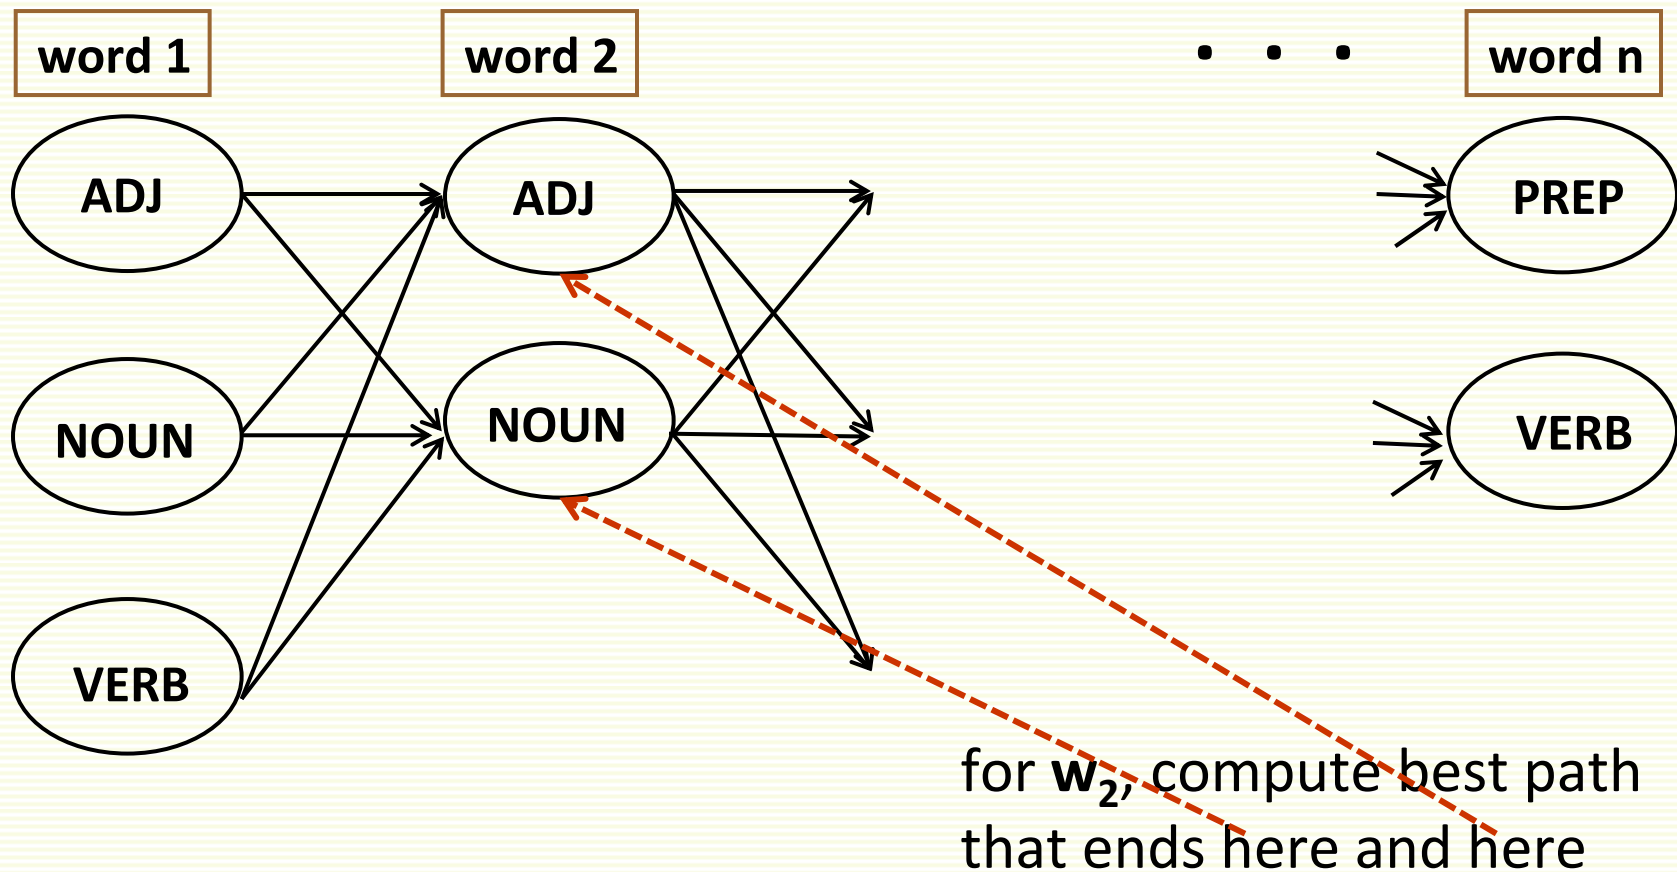 word 1
word 2
. . .
word n
ADJ
ADJ
PREP
NOUN
NOUN
VERB
VERB
for w₂, compute best path
that ends here and here